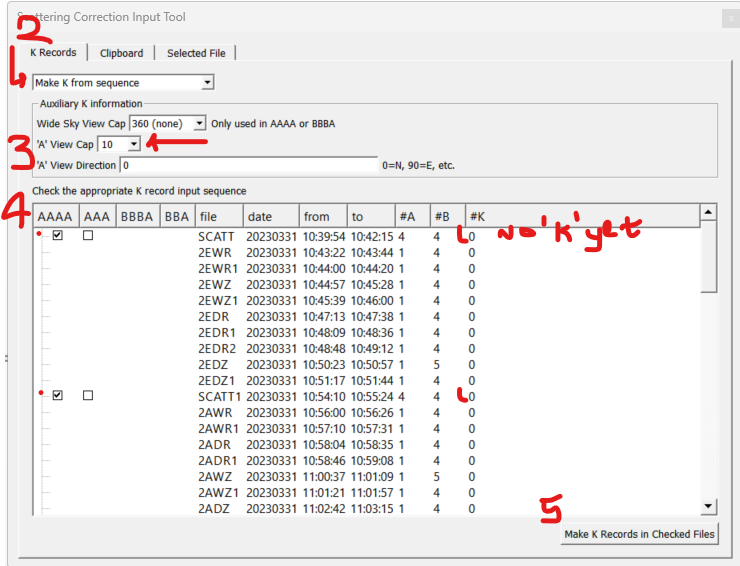 Scattering Correction Input Tool
2
K Records Clipboard Selected File
1 Make K from sequence
Auxiliary K information
Wide Sky View Cap 360 (none) Only used in AAAA or BBBA
'A' View Cap 10
3
'A' View Direction 0 0=N, 90=E, etc.
Check the appropriate K record input sequence
4
AAAA AAA BBBA BBA file date from to #A #B #K
SCATT 20230331 10:39:54 10:42:15 4 4 0 No 'K' yet
2EWR 20230331 10:43:22 10:43:44 1 4 0
2EWR1 20230331 10:44:00 10:44:20 1 4 0
2EWZ 20230331 10:44:57 10:45:28 1 4 0
2EWZ1 20230331 10:45:39 10:46:00 1 4 0
2EDR 20230331 10:47:13 10:47:38 1 4 0
2EDR1 20230331 10:48:09 10:48:36 1 4 0
2EDR2 20230331 10:48:48 10:49:12 1 4 0
2EDZ 20230331 10:50:23 10:50:57 1 5 0
2EDZ1 20230331 10:51:17 10:51:44 1 4 0
SCATT1 20230331 10:54:10 10:55:24 4 4 0
2AWR 20230331 10:56:00 10:56:26 1 4 0
2AWR1 20230331 10:57:10 10:57:31 1 4 0
2ADR 20230331 10:58:04 10:58:35 1 4 0
2ADR1 20230331 10:58:46 10:59:08 1 4 0
2AWZ 20230331 11:00:37 11:01:09 1 5 0
2AWZ1 20230331 11:01:21 11:01:57 1 4 0
2ADZ 20230331 11:02:42 11:03:15 1 4 0
5
Make K Records in Checked Files